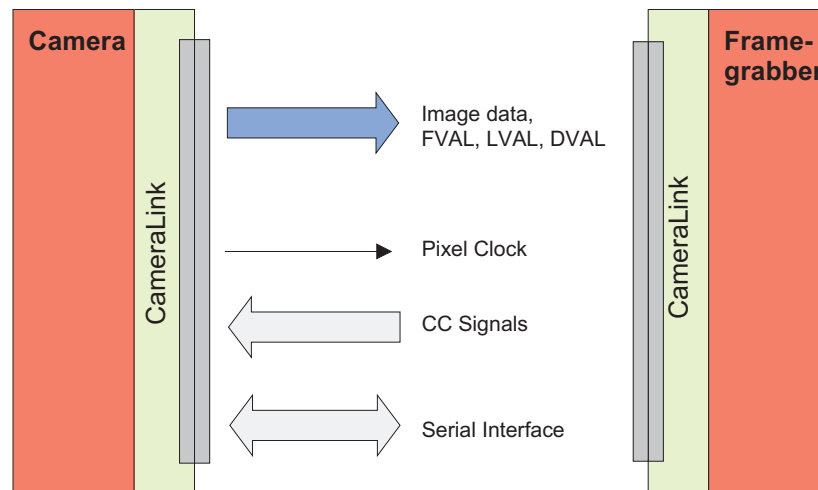 Camera
CameraLink
Image data,
FVAL, LVAL, DVAL
Pixel Clock
CC Signals
Serial Interface
CameraLink
Frame-
grabber